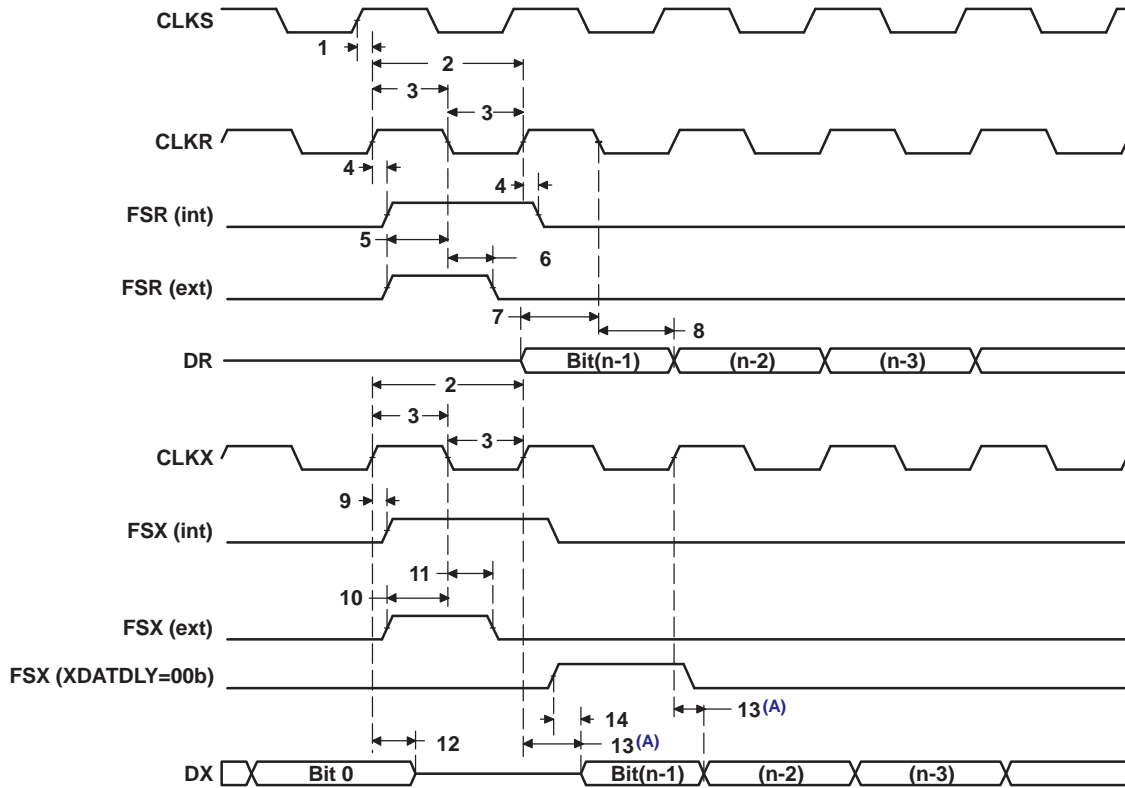 CLKS
1
2
3
3
CLKR
4
4
FSR (int)
5
6
FSR (ext)
7
8
DR
Bit(n-1) (n-2) (n-3)
2
3
3
CLKX
9
FSX (int)
11
10
FSX (ext)
FSX (XDATDLY=00b)
13(A)
14
12
13(A)
DX
Bit 0 Bit(n-1) (n-2) (n-3)